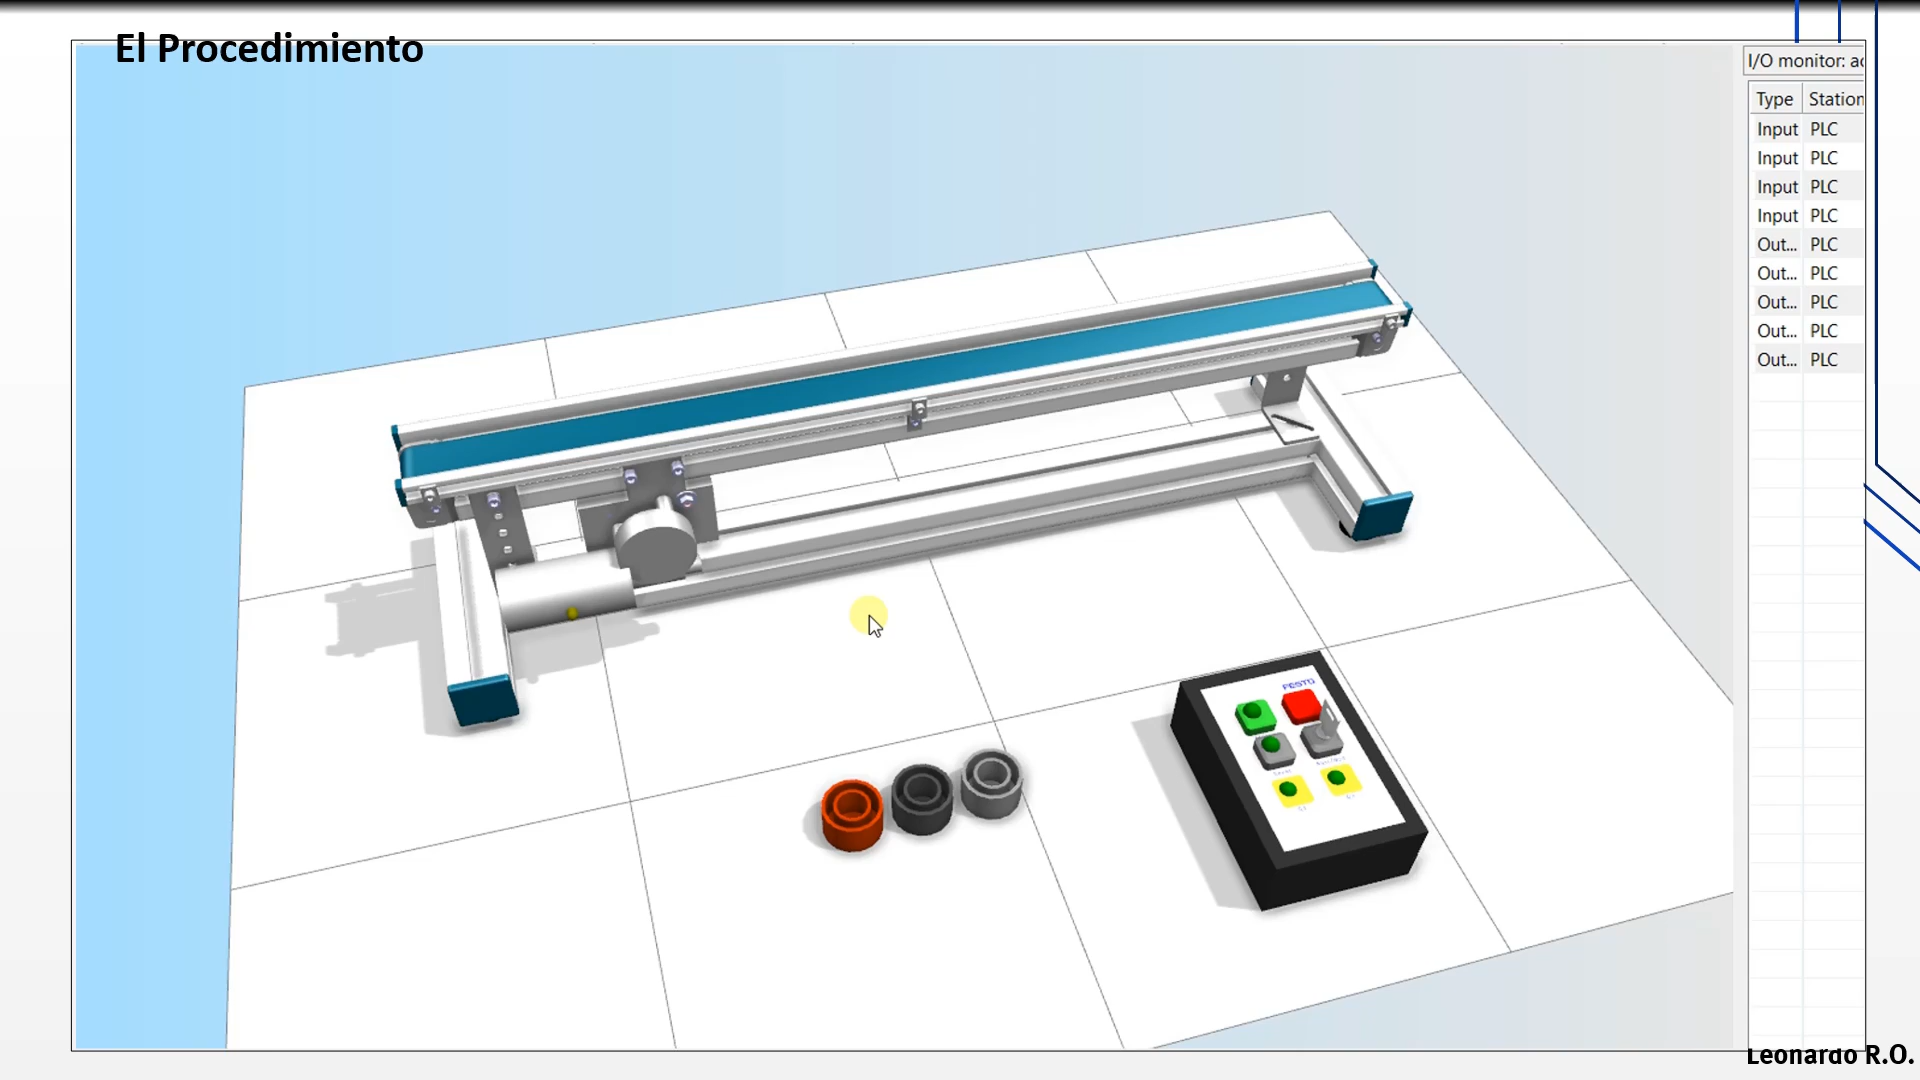 El Procedimiento
I/O monitor: ac
Type Station
Input PLC
Input PLC
Input PLC
Input PLC
Out... PLC
Out... PLC
Out... PLC
Out... PLC
Out... PLC
FESTO
Leonardo R.O.